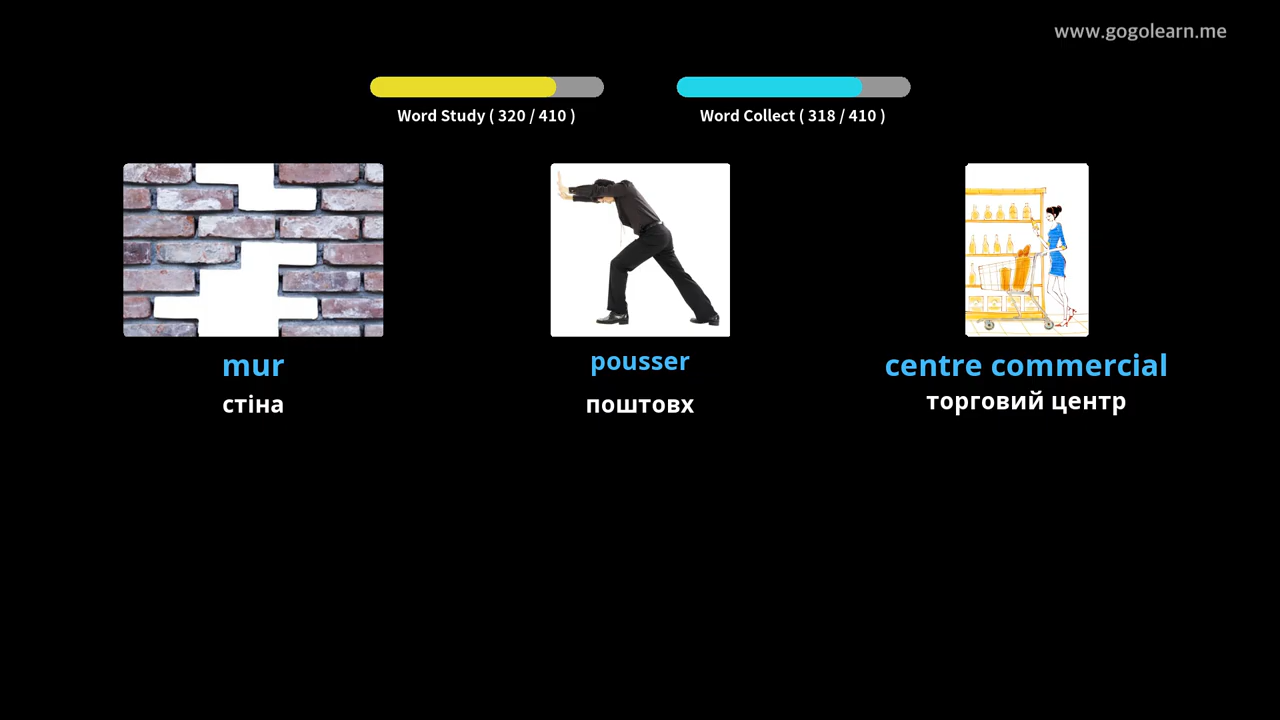 www.gogolearn.me
Word Study ( 320 / 410 )
Word Collect ( 318 / 410 )
mur
стіна
pousser
поштовх
centre commercial
торговий центр